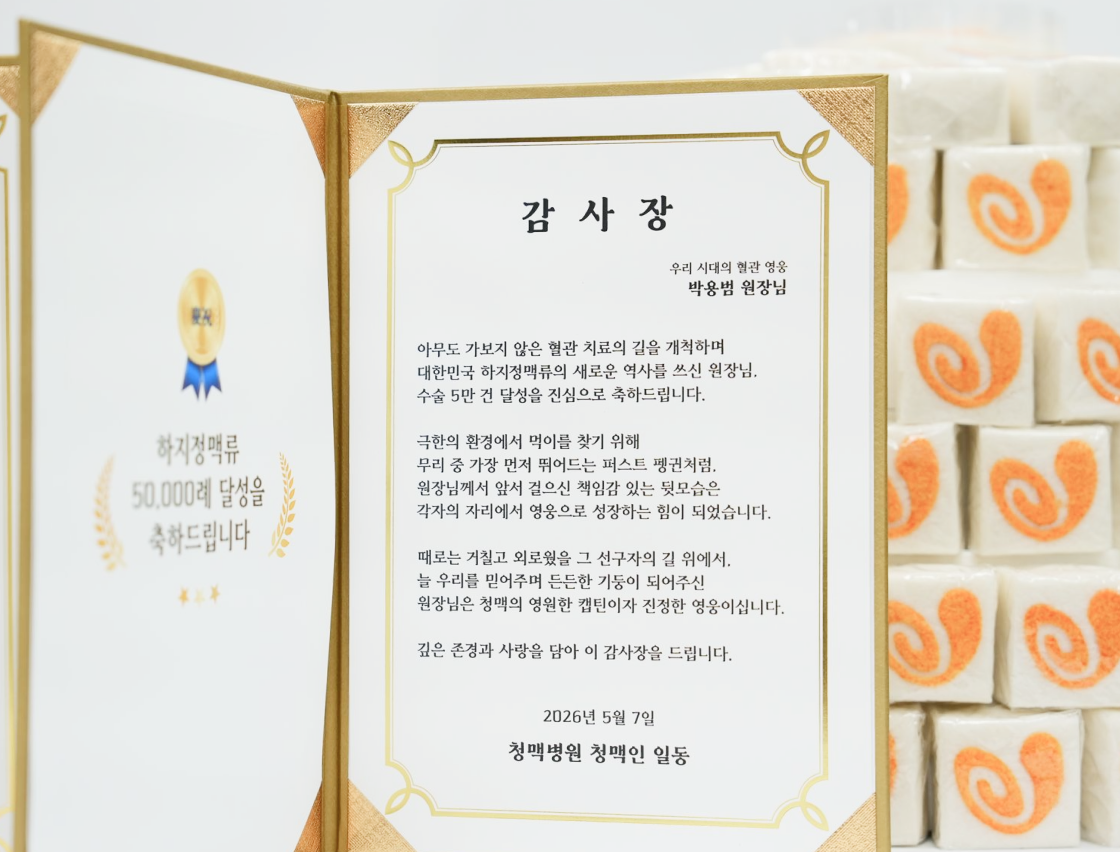 하지정맥류
50,000례 달성을
축하드립니다
감사장
우리 시대의 혈관 영웅
박용범 원장님
아무도 가보지 않은 혈관 치료의 길을 개척하며
대한민국 하지정맥류의 새로운 역사를 쓰신 원장님.
수술 5만 건 달성을 진심으로 축하드립니다.
극한의 환경에서 먹이를 찾기 위해
무리 중 가장 먼저 뛰어드는 퍼스트 펭귄처럼,
원장님께서 앞서 걸으신 책임감 있는 뒷모습은
각자의 자리에서 영웅으로 성장하는 힘이 되었습니다.
때로는 거칠고 외로웠을 그 선구자의 길 위에서,
늘 우리를 믿어주며 든든한 기둥이 되어주신
원장님은 청맥의 영원한 캡틴이자 진정한 영웅이십니다.
깊은 존경과 사랑을 담아 이 감사장을 드립니다.
2026년 5월 7일
청맥병원 청맥인 일동